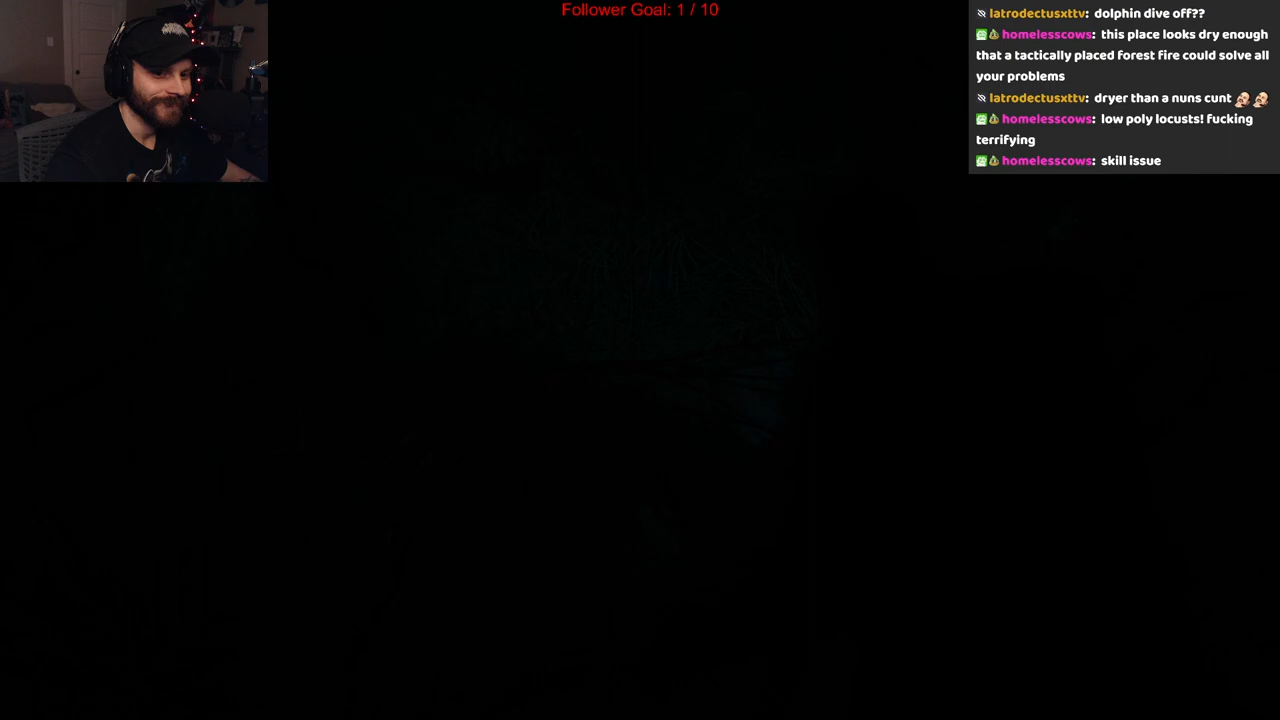 Follower Goal: 1 / 10
latrodectusxttv: dolphin dive off??
homelesscows: this place looks dry enough
that a tactically placed forest fire could solve all
your problems
latrodectusxttv: dryer than a nuns cunt
homelesscows: low poly locusts! fucking
terrifying
homelesscows: skill issue